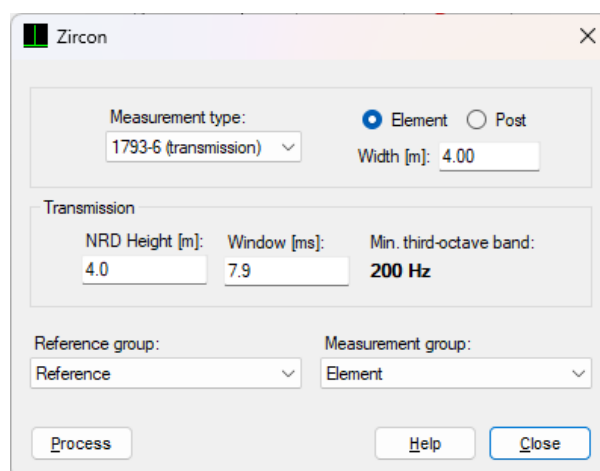 Zircon
Measurement type:
1793-6 (transmission)
Element
Post
Width [m]: 4.00
Transmission
NRD Height [m]:
Window [ms]:
Min. third-octave band:
4.0
7.9
200 Hz
Reference group:
Measurement group:
Reference
Element
Process
Help
Close